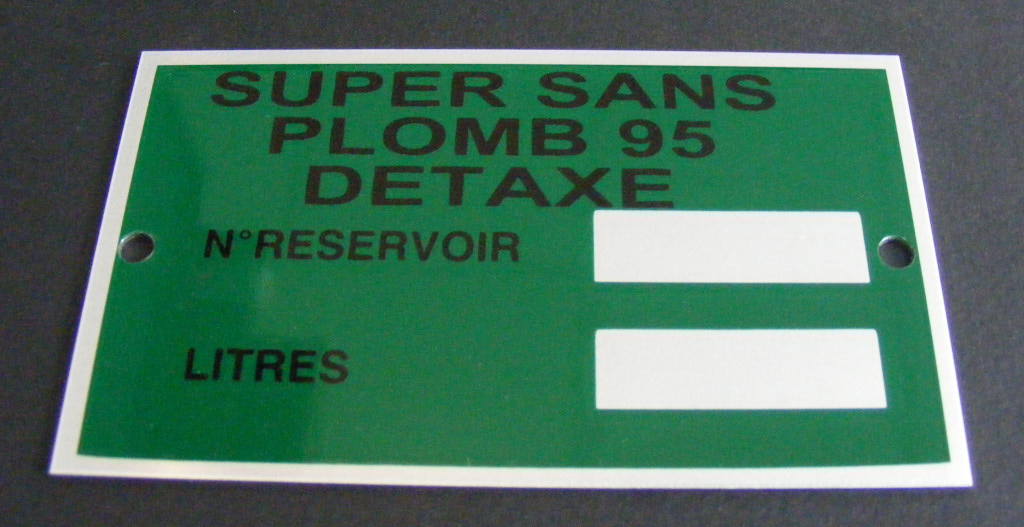 SUPER SANS
PLOMB 95
DETAXE
N°RESERVOIR
LITRES